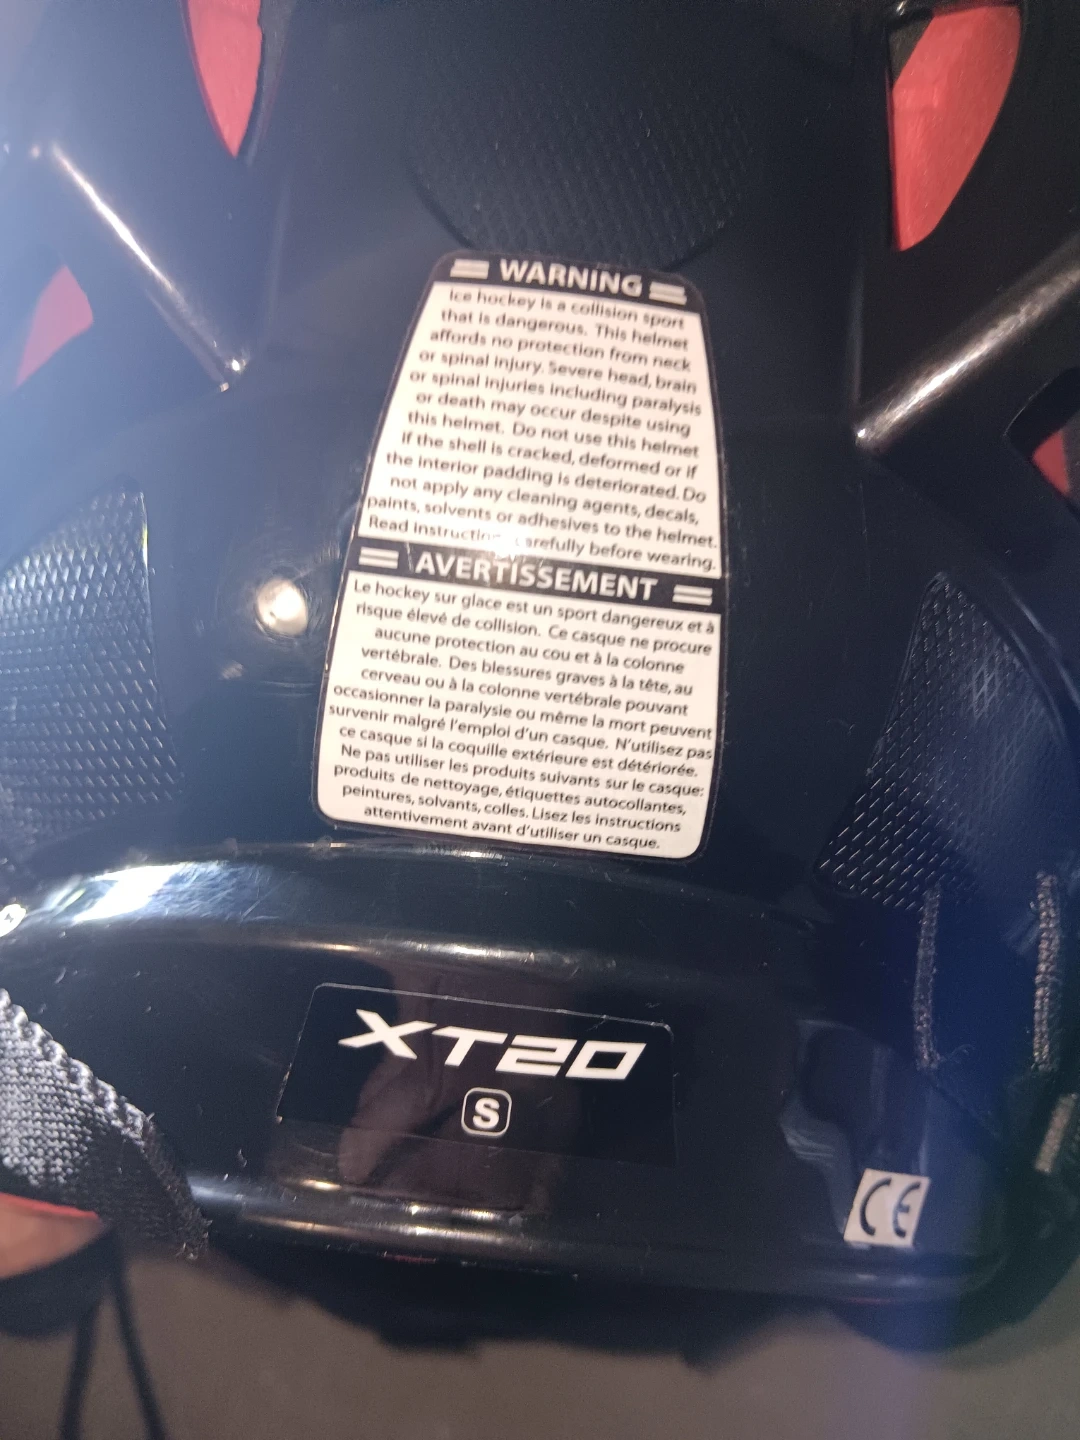 WARNING
Ice hockey is a collision sport
that is dangerous. This helmet
affords no protection from neck
or spinal injury. Severe head, brain
or spinal injuries including paralysis
or death may occur despite using
this helmet. Do not use this helmet
if the shell is cracked, deformed or if
the interior padding is deteriorated. Do
not apply any cleaning agents, decals,
paints, solvents or adhesives to the helmet.
Read carefully before wearing.
AVERTISSEMENT
Le hockey sur glace est un sport dangereux et à
risque élevé de collision. Ce casque ne procure
aucune protection au cou et à la colonne
vertébrale. Des blessures graves à la tête, au
cerveau ou à la colonne vertébrale pouvant
occasionner la paralysie ou même la mort peuvent
survenir malgré l'emploi d'un casque. N'utilisez pas
ce casque si la coquille extérieure est détériorée.
Ne pas utiliser les produits suivants sur le casque:
produits de nettoyage, étiquettes autocollantes,
peintures, solvants, colles. Lisez les instructions
attentivement avant d'utiliser un casque.
XT20
S
CE